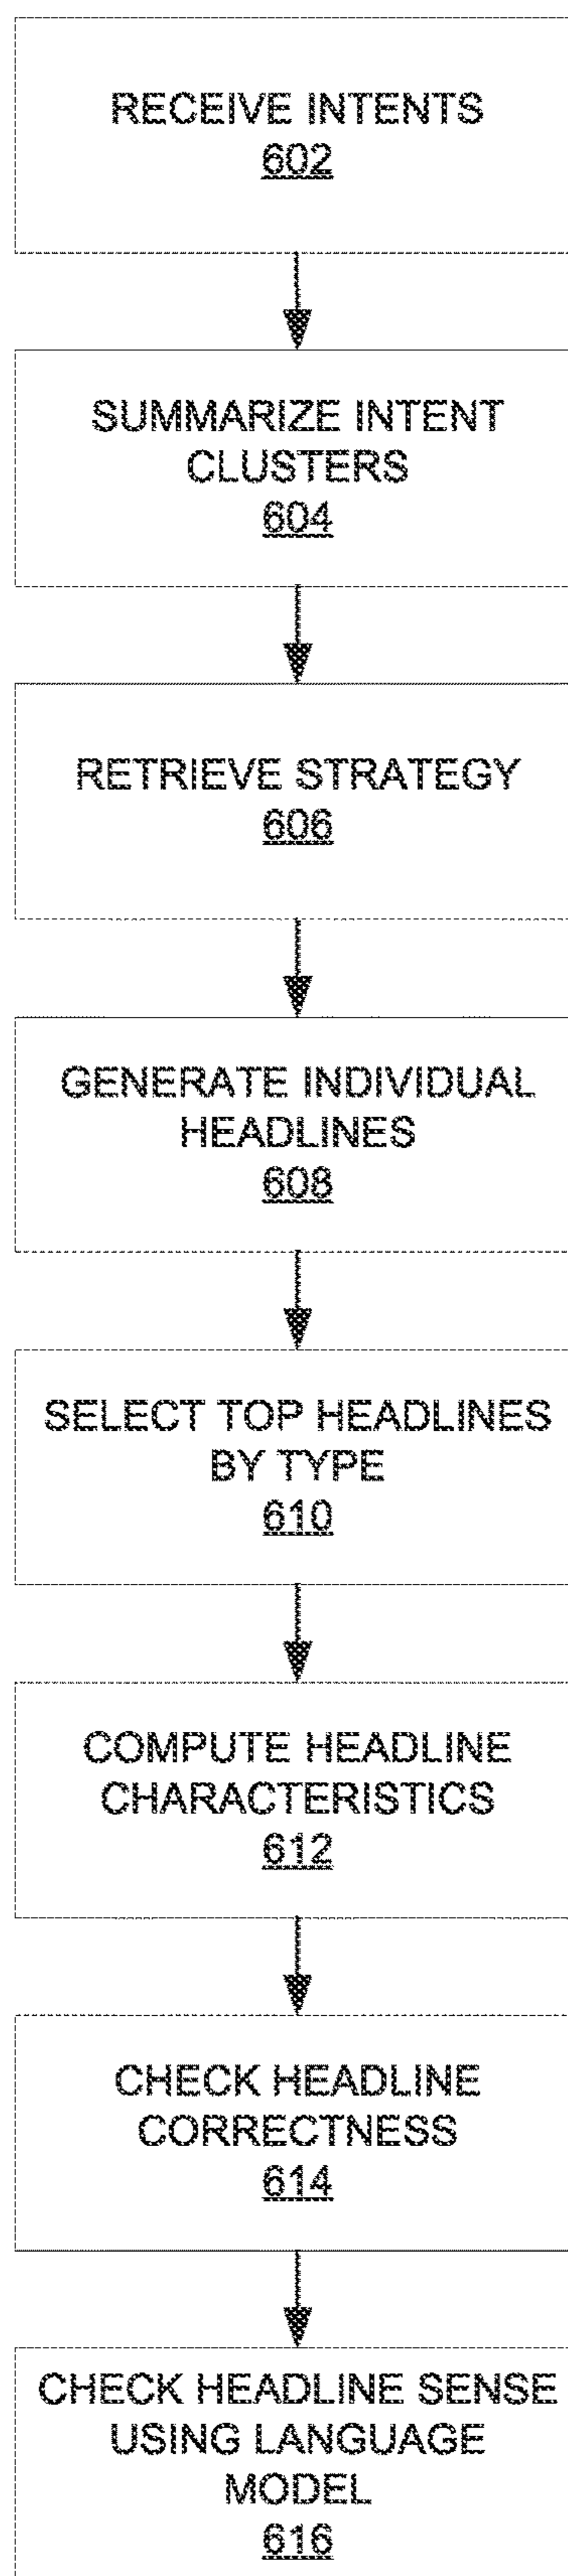 RECEIVE INTENTS
602
SUMMARIZE INTENT
CLUSTERS
604
RETRIEVE STRATEGY
606
GENERATE INDIVIDUAL
HEADLINES
608
SELECT TOP HEADLINES
BY TYPE
610
COMPUTE HEADLINE
CHARACTERISTICS
612
CHECK HEADLINE
CORRECTNESS
614
CHECK HEADLINE SENSE
USING LANGUAGE
MODEL
616